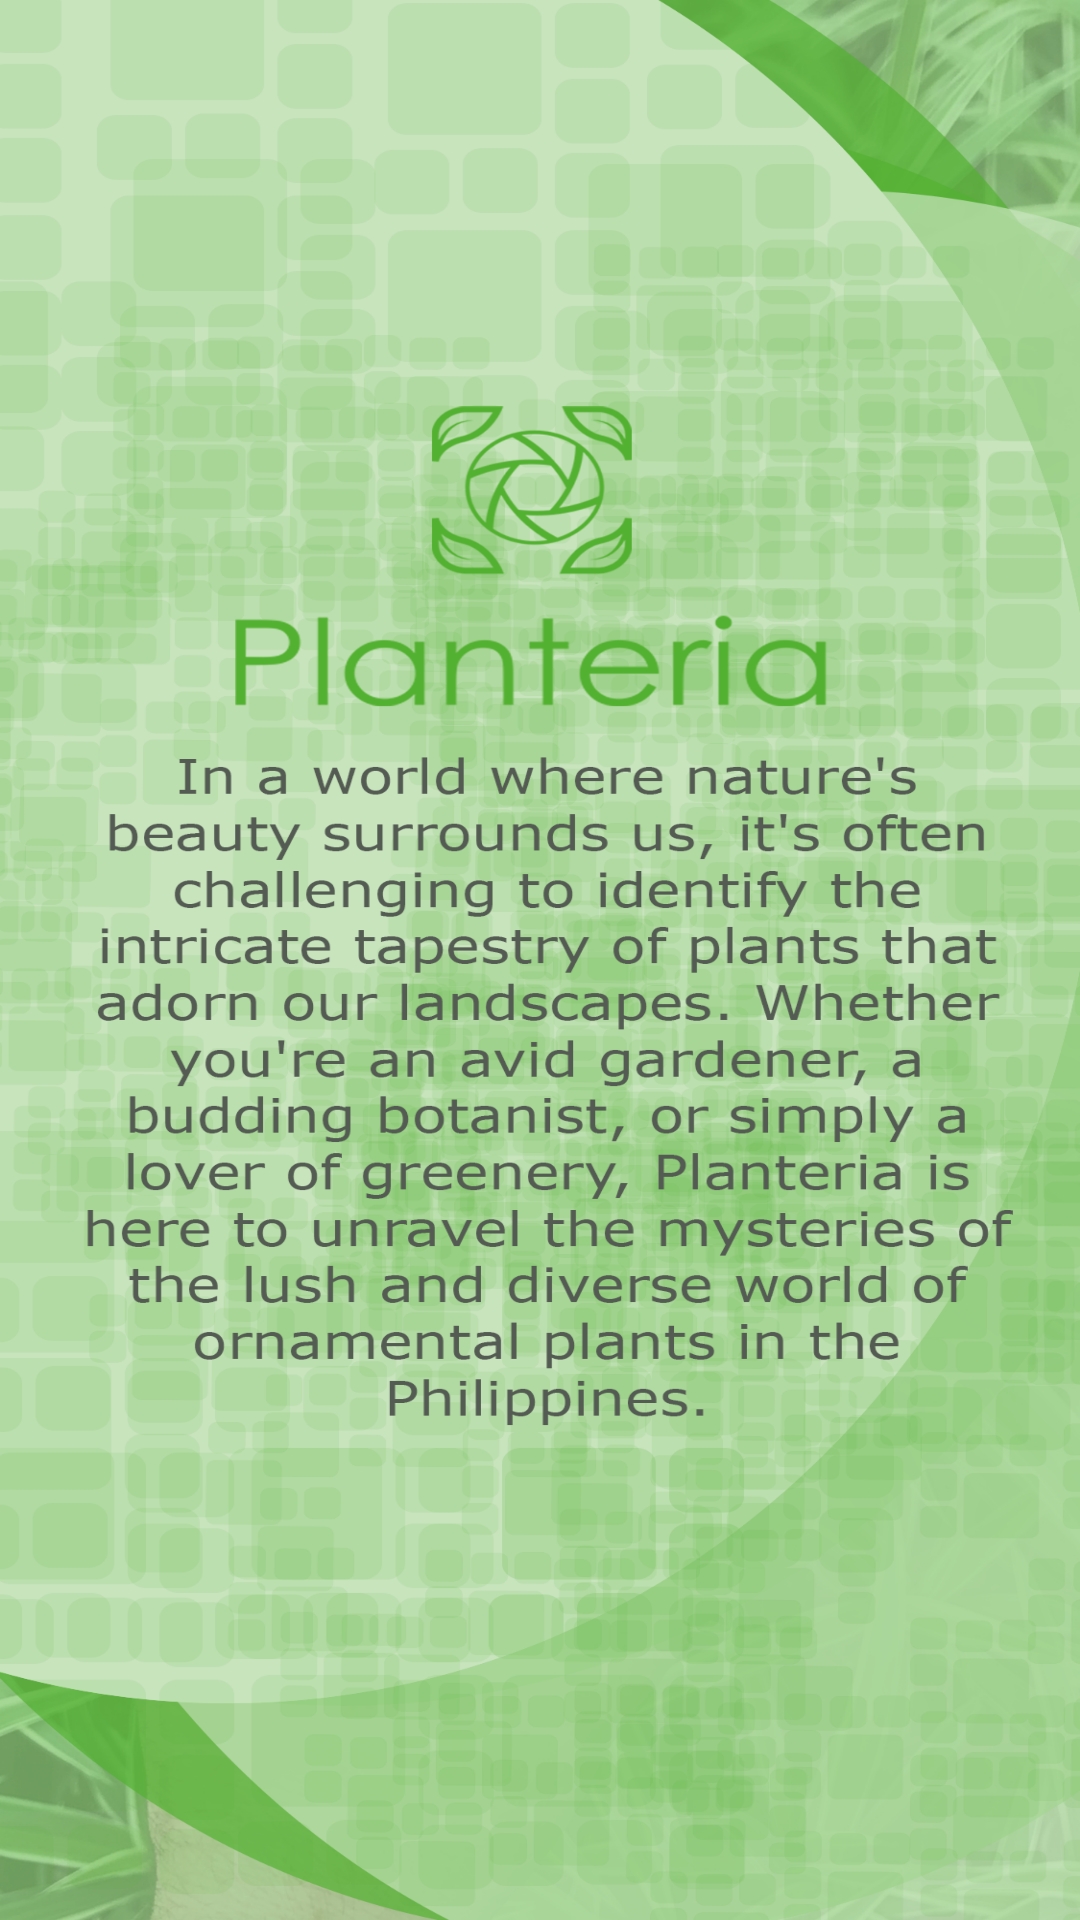 Planteria
In a world where nature's
beauty surrounds us, it's often
challenging to identify the
intricate tapestry of plants that
adorn our landscapes. Whether
you're an avid gardener, a
budding botanist, or simply a
lover of greenery, Planteria is
here to unravel the mysteries of
the lush and diverse world of
ornamental plants in the
Philippines.